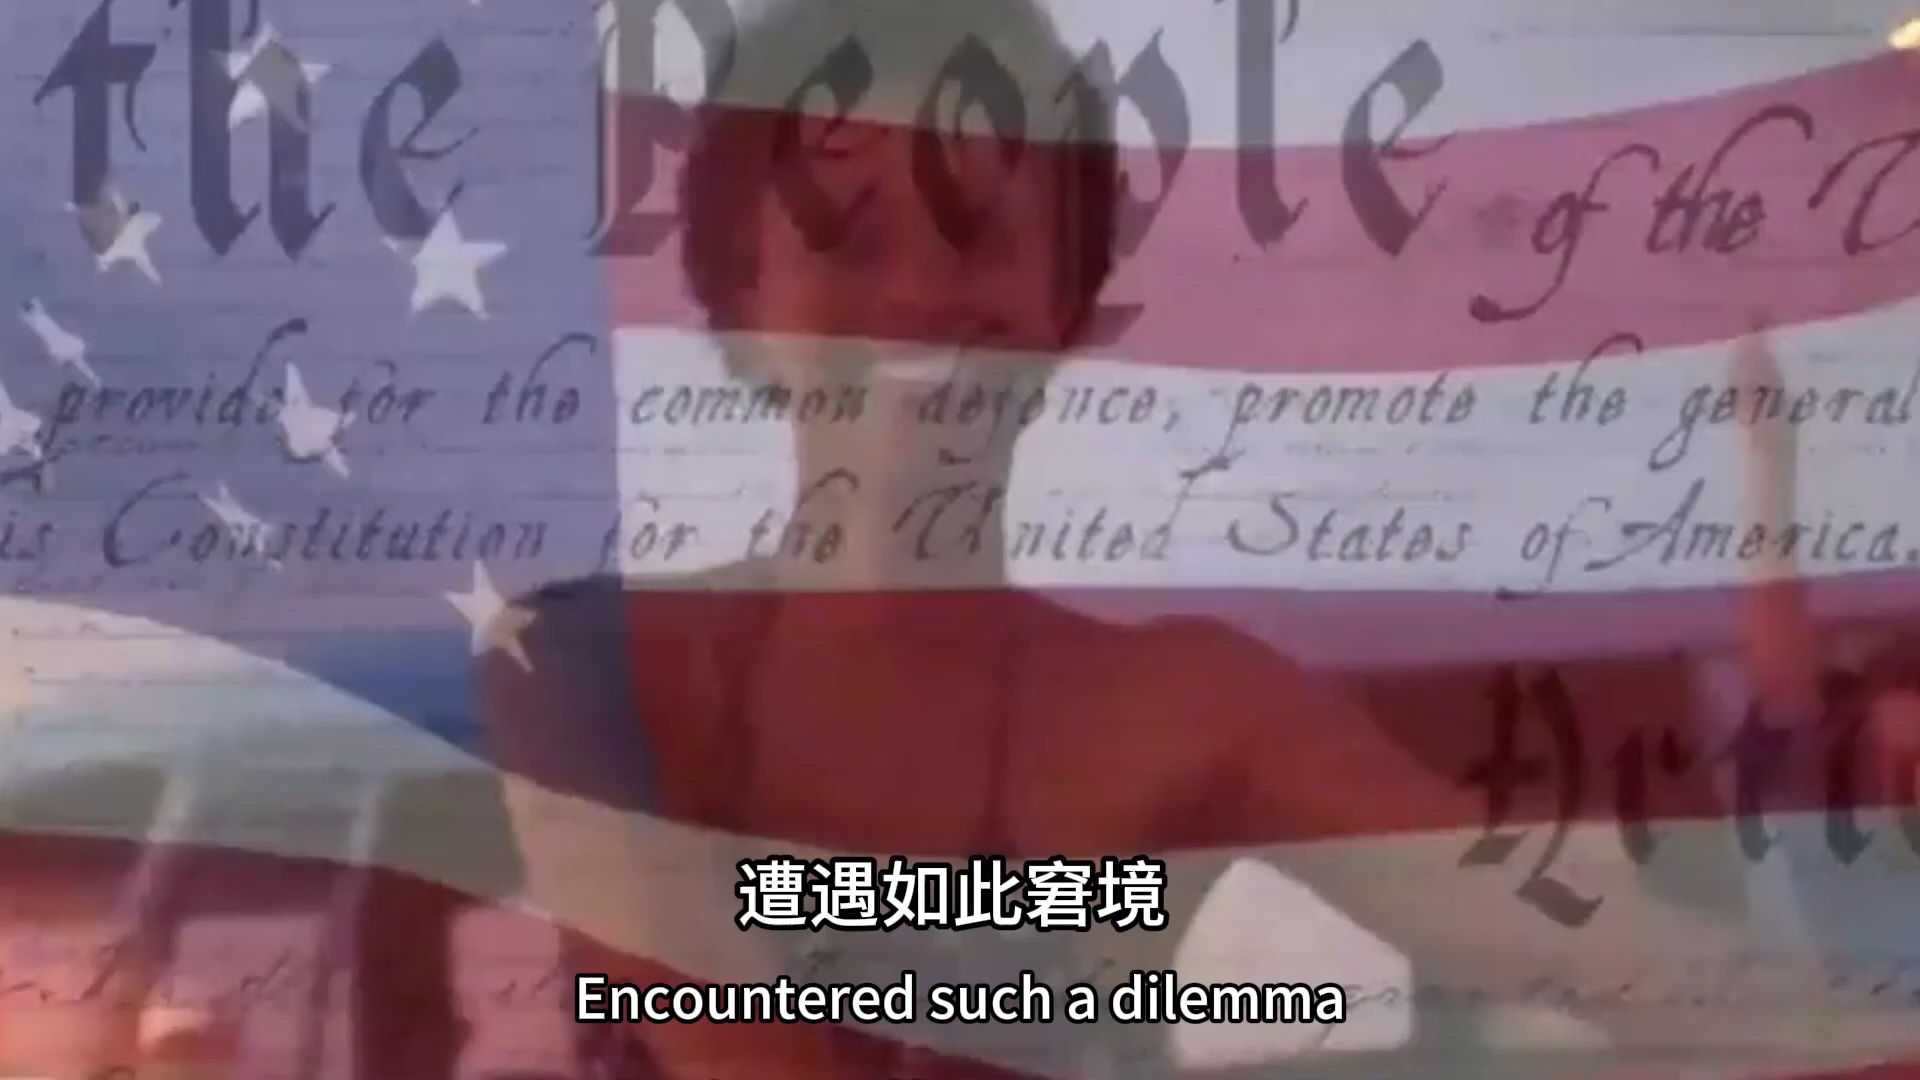 the People
of the
provide for the common defence, promote the general
is Constitution for the United States of America.
遭遇如此窘境
Encountered such a dilemma